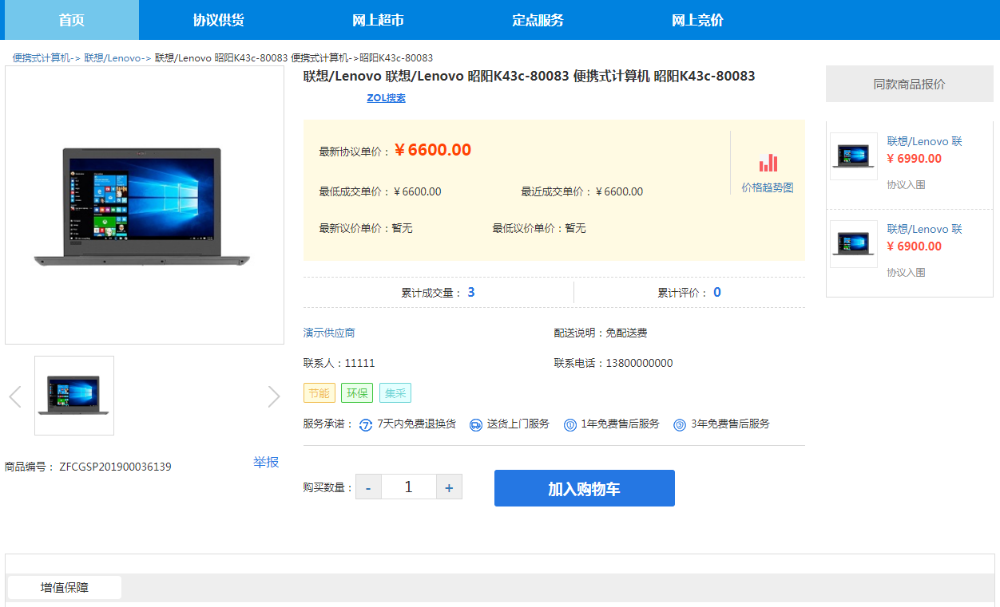 首页 协议供货 网上超市 定点服务 网上竞价
便携式计算机-> 联想/Lenovo-> 联想/Lenovo 昭阳K43c-80083 便携式计算机->昭阳K43c-80083
联想/Lenovo 联想/Lenovo 昭阳K43c-80083 便携式计算机 昭阳K43c-80083
ZOL搜索
最新协议单价：￥6600.00
最低成交单价：￥6600.00 最近成交单价：￥6600.00
最新议价单价：暂无 最低议价单价：暂无
价格趋势图
累计成交量： 3 累计评价： 0
演示供应商 配送说明：免配送费
联系人：11111 联系电话：13800000000
节能 环保 集采
服务承诺： 7 7天内免费退换货 送货上门服务 1年免费售后服务 3年免费售后服务
商品编号： ZFCGSP201900036139 举报
购买数量： - 1 + 加入购物车
同款商品报价
联想/Lenovo 联
￥6990.00
协议入围
联想/Lenovo 联
￥6900.00
协议入围
增值保障